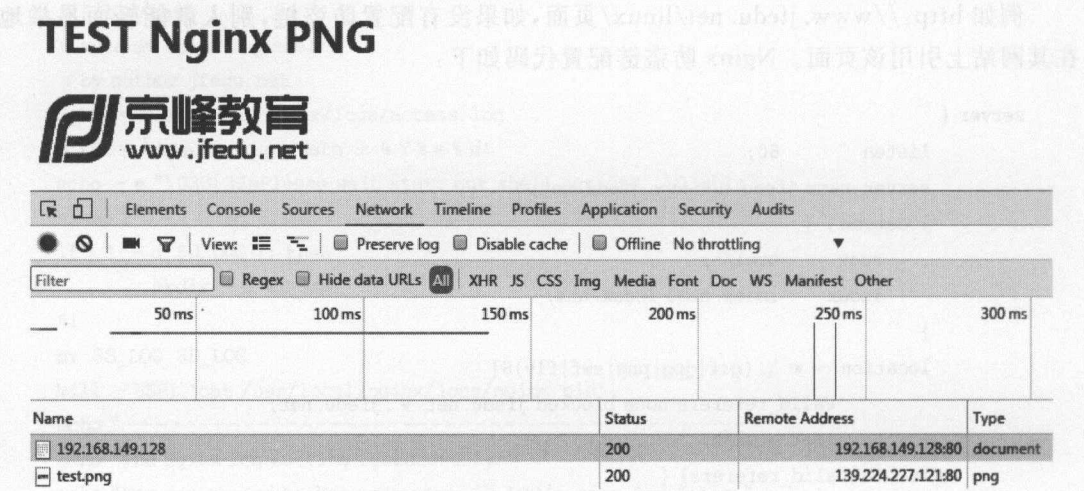 TEST Nginx PNG
京峰教育
www.jfedu.net
Elements Console Sources Network Timeline Profiles Application Security Audits
View: Preserve log Disable cache Offline No throttling
Filter Regex Hide data URLs All XHR JS CSS Img Media Font Doc WS Manifest Other
50 ms 100 ms 150 ms 200 ms 250 ms 300 ms
Name Status Remote Address Type
192.168.149.128 200 192.168.149.128:80 document
test.png 200 139.224.227.121:80 png